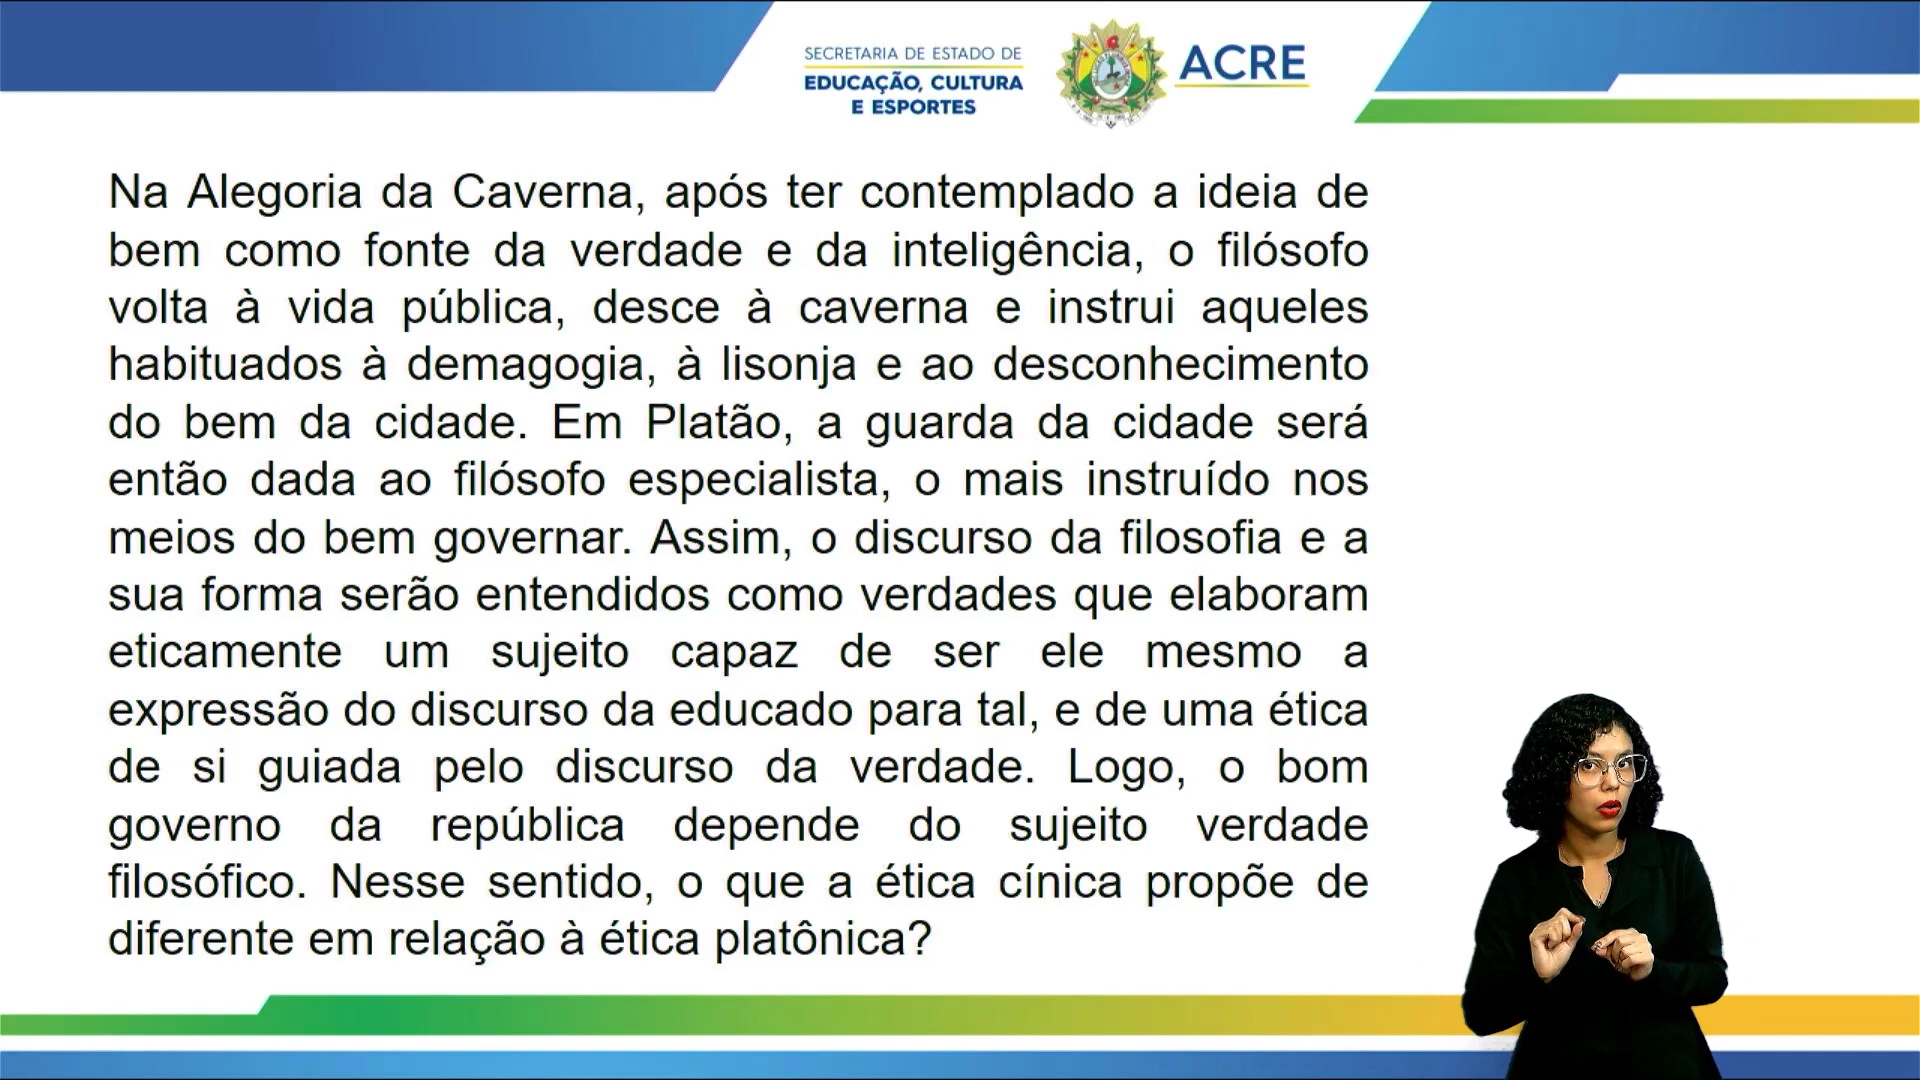 SECRETARIA DE ESTADO DE
EDUCAÇÃO, CULTURA
E ESPORTES
ACRE
Na Alegoria da Caverna, após ter contemplado a ideia de
bem como fonte da verdade e da inteligência, o filósofo
volta à vida pública, desce à caverna e instrui aqueles
habituados à demagogia, à lisonja e ao desconhecimento
do bem da cidade. Em Platão, a guarda da cidade será
então dada ao filósofo especialista, o mais instruído nos
meios do bem governar. Assim, o discurso da filosofia e a
sua forma serão entendidos como verdades que elaboram
eticamente um sujeito capaz de ser ele mesmo a
expressão do discurso da educado para tal, e de uma ética
de si guiada pelo discurso da verdade. Logo, o bom
governo da república depende do sujeito verdade
filosófico. Nesse sentido, o que a ética cínica propõe de
diferente em relação à ética platônica?